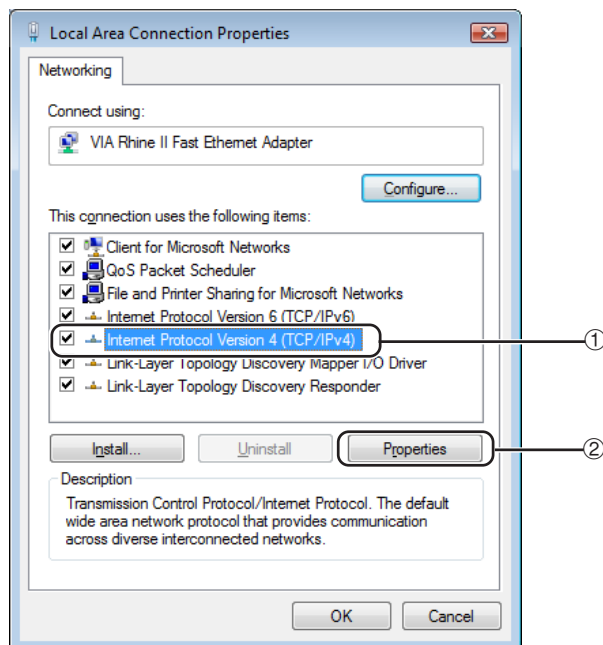 Local Area Connection Properties
Networking
Connect using:
VIA Rhine II Fast Ethernet Adapter
Configure...
This connection uses the following items:
Client for Microsoft Networks
QoS Packet Scheduler
File and Printer Sharing for Microsoft Networks
Internet Protocol Version 6 (TCP/IPv6)
Internet Protocol Version 4 (TCP/IPv4)
①
Link-Layer Topology Discovery Mapper I/O Driver
Link-Layer Topology Discovery Responder
Install... Uninstall Properties
②
Description
Transmission Control Protocol/Internet Protocol. The default
wide area network protocol that provides communication
across diverse interconnected networks.
OK Cancel